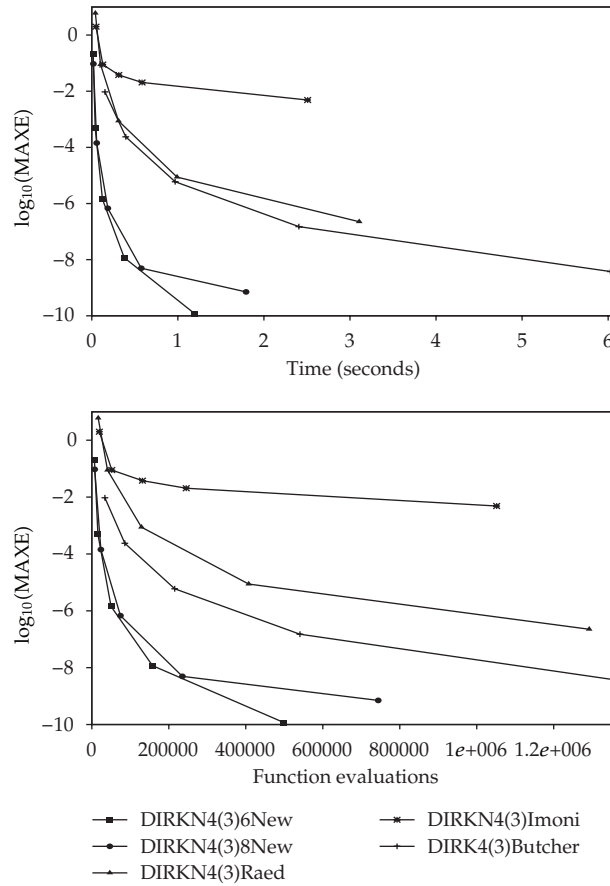 0
−2
−4
−6
−8
−10
log10(MAXE)
0 1 2 3 4 5 6
Time (seconds)
0
−2
−4
−6
−8
−10
log10(MAXE)
0 200000 400000 600000 800000 1e+006 1.2e+006
Function evaluations
DIRKN4(3)6New
DIRKN4(3)8New
DIRKN4(3)Raed
DIRKN4(3)Imoni
DIRK4(3)Butcher